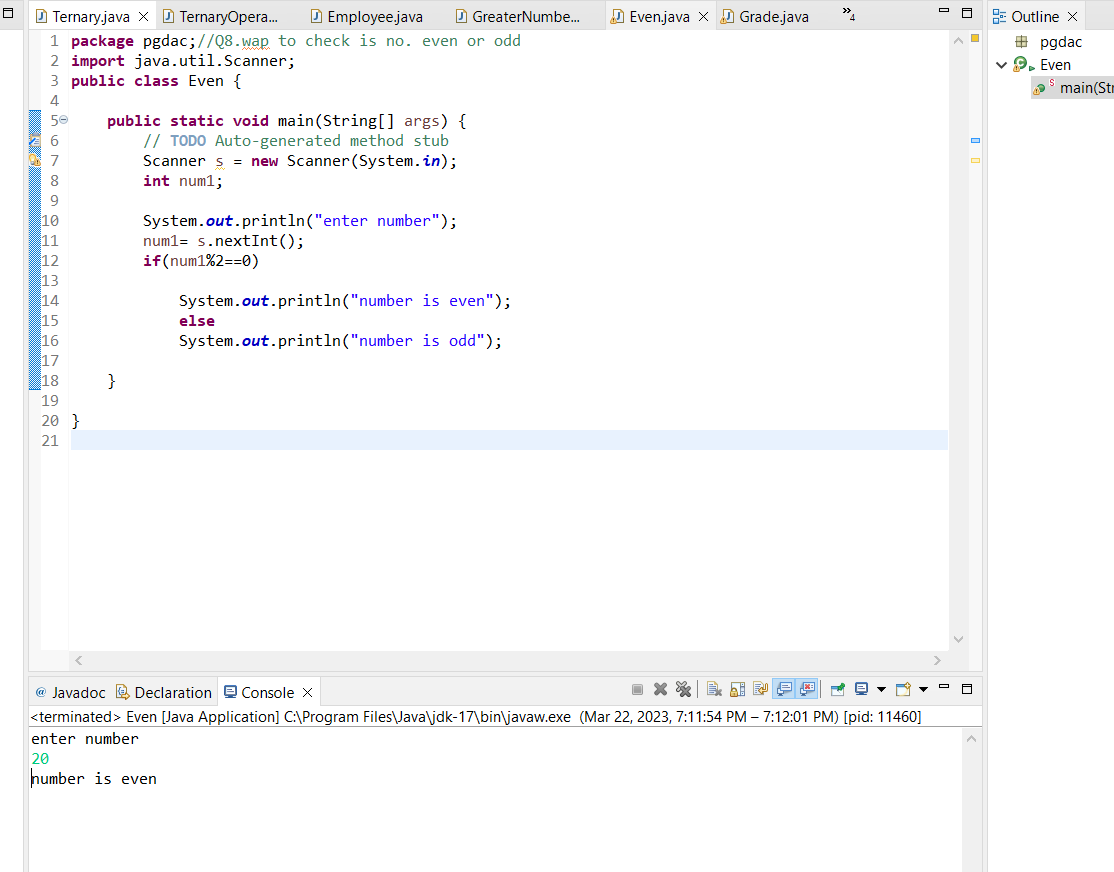 Ternary.java TernaryOpera... Employee.java GreaterNumbe... Even.java Grade.java »4
Outline
pgdac
Even
S main(Str
1 package pgdac;//Q8.wap to check is no. even or odd
2 import java.util.Scanner;
3 public class Even {
4
5 public static void main(String[] args) {
6 // TODO Auto-generated method stub
7 Scanner s = new Scanner(System.in);
8 int num1;
9
10 System.out.println("enter number");
11 num1= s.nextInt();
12 if(num1%2==0)
13
14 System.out.println("number is even");
15 else
16 System.out.println("number is odd");
17
18 }
19
20 }
21
@ Javadoc Declaration Console
<terminated> Even [Java Application] C:\Program Files\Java\jdk-17\bin\javaw.exe (Mar 22, 2023, 7:11:54 PM – 7:12:01 PM) [pid: 11460]
enter number
20
number is even